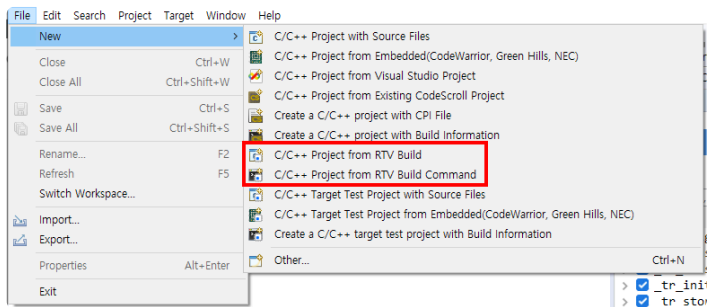 File Edit Search Project Target Window Help
New >
Close Ctrl+W
Close All Ctrl+Shift+W
Save Ctrl+S
Save All Ctrl+Shift+S
Rename... F2
Refresh F5
Switch Workspace...
Import...
Export...
Properties Alt+Enter
Exit
C/C++ Project with Source Files
C/C++ Project from Embedded(CodeWarrior, Green Hills, NEC)
C/C++ Project from Visual Studio Project
C/C++ Project from Existing CodeScroll Project
Create a C/C++ project with CPI File
Create a C/C++ project with Build Information
C/C++ Project from RTV Build
C/C++ Project from RTV Build Command
C/C++ Target Test Project with Source Files
C/C++ Target Test Project from Embedded(CodeWarrior, Green Hills, NEC)
Create a C/C++ target test project with Build Information
Other... Ctrl+N
> _tr_init